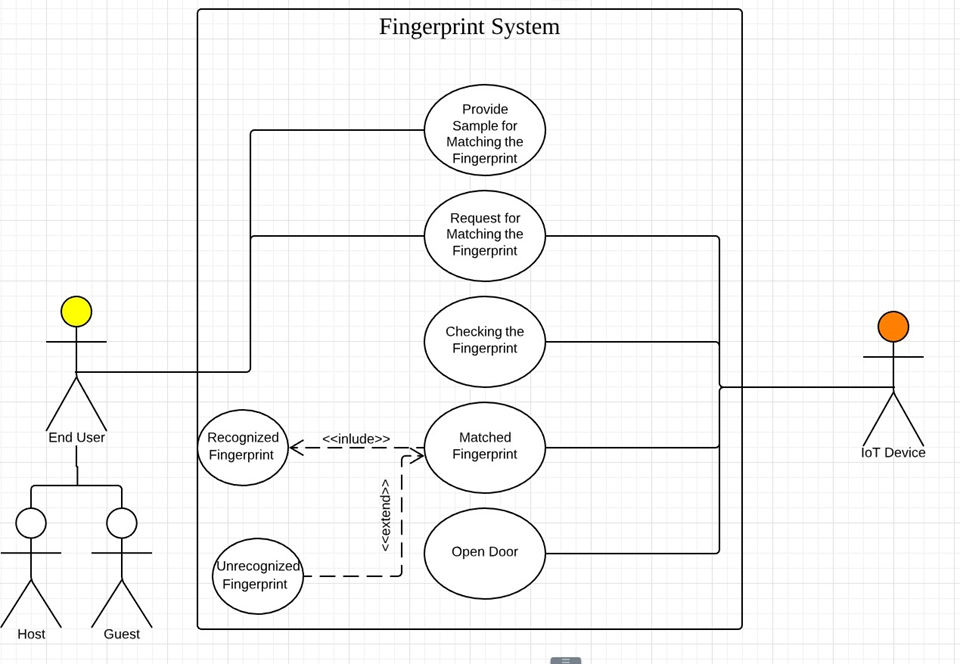 Fingerprint System
Provide
Sample for
Matching the
Fingerprint
Request for
Matching the
Fingerprint
Checking the
Fingerprint
End User
Recognized
Fingerprint
<<inlude>>
Matched
Fingerprint
IoT Device
<<extend>>
Unrecognized
Fingerprint
Open Door
Host
Guest